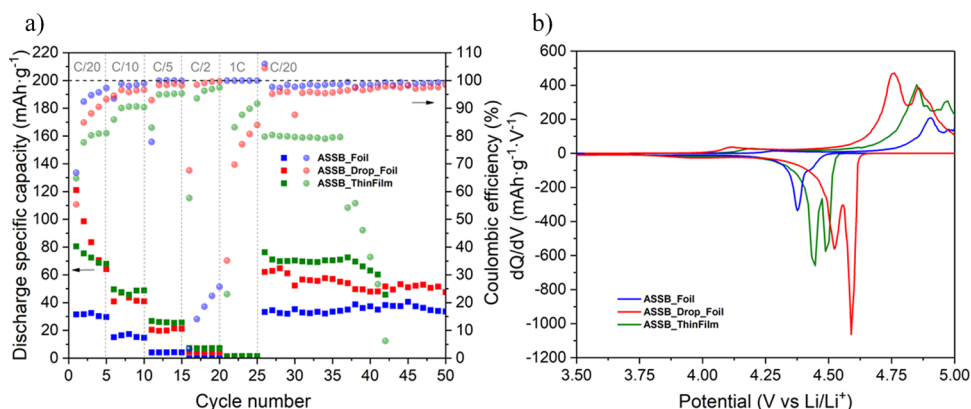 a)
220
200
180
160
140
120
100
80
60
40
20
0
Discharge specific capacity (mAh·g⁻¹)
C/20
C/10
C/5
C/2
1C
C/20
ASSB_Foil
ASSB_Drop_Foil
ASSB_ThinFilm
0 5 10 15 20 25 30 35 40 45 50
Cycle number
110
100
90
80
70
60
50
40
30
20
10
0
Coulombic efficiency (%)
b)
600
400
200
0
-200
-400
-600
-800
-1000
-1200
dQ/dV (mAh·g⁻¹·V⁻¹)
ASSB_Foil
ASSB_Drop_Foil
ASSB_ThinFilm
3.50 3.75 4.00 4.25 4.50 4.75 5.00
Potential (V vs Li/Li⁺)